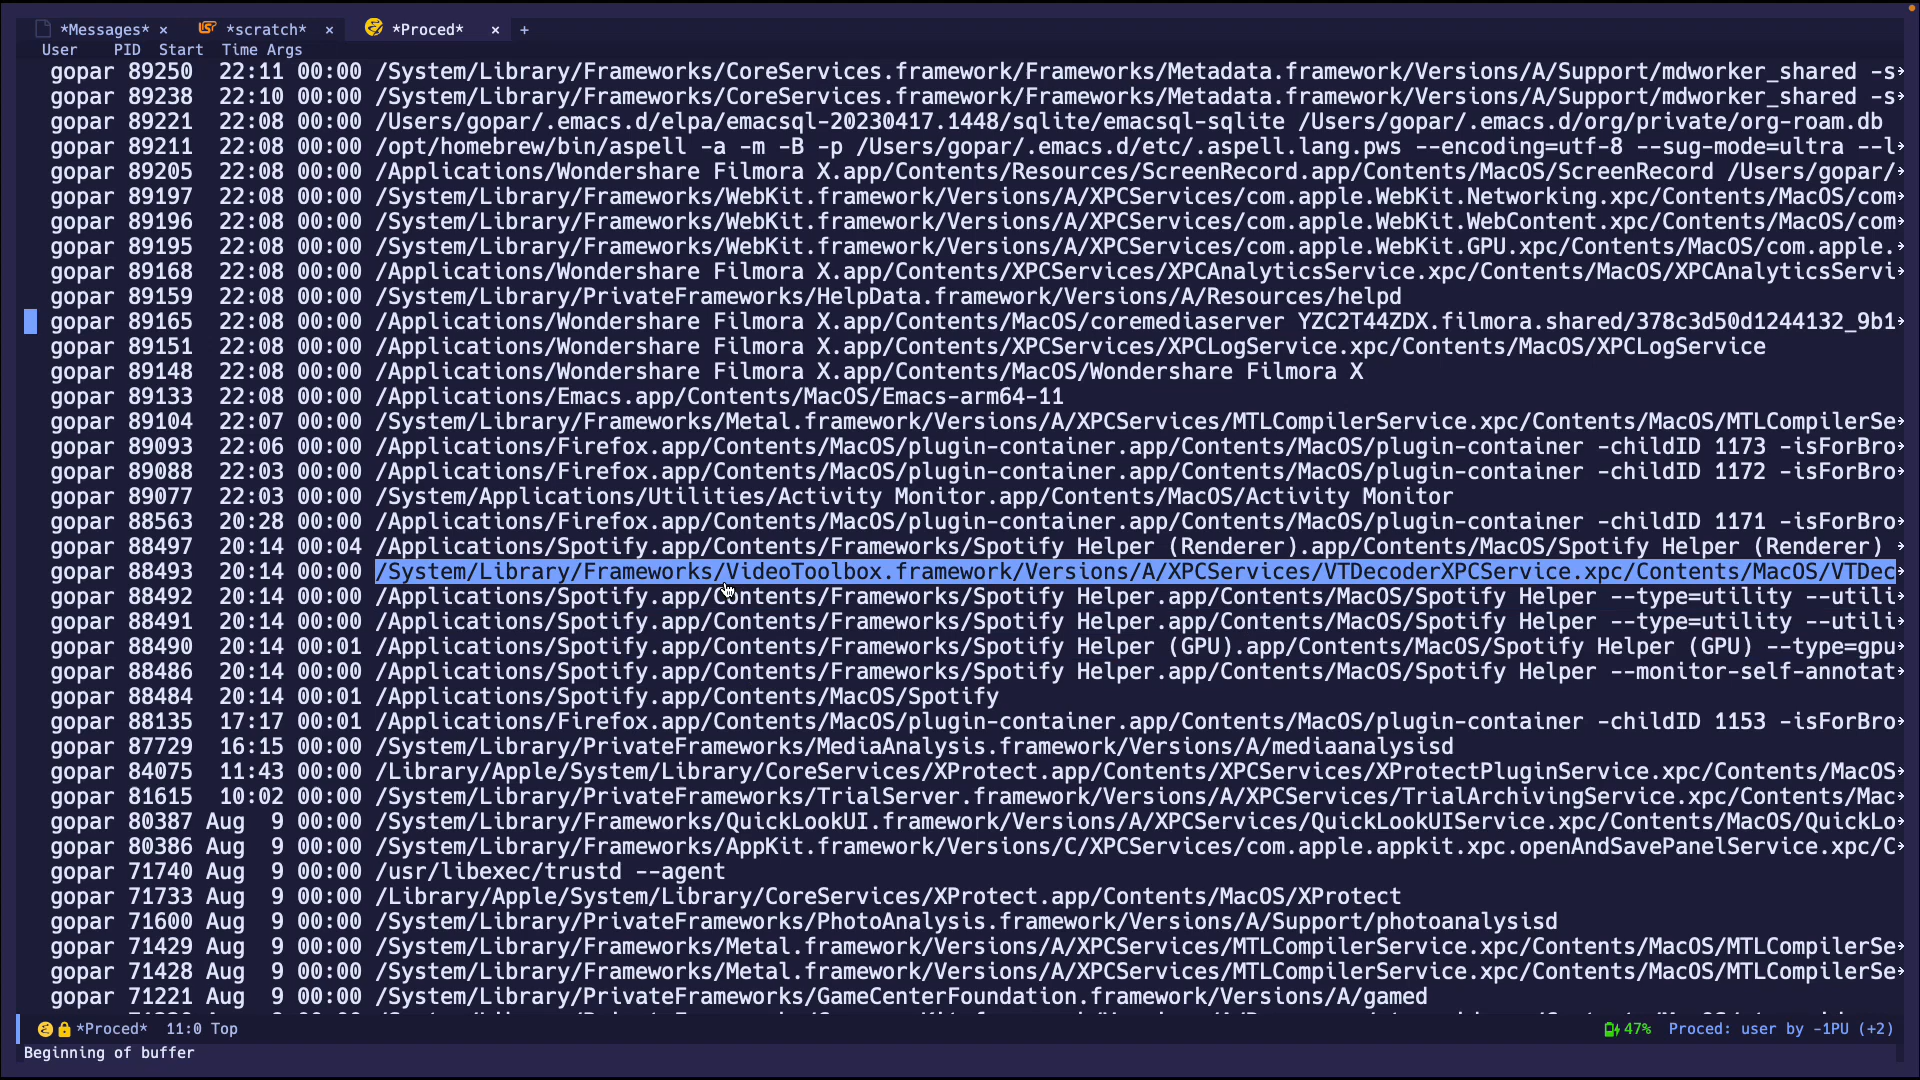 *Messages* × *scratch* × *Proced* × +
User PID Start Time Args
gopar 89250 22:11 00:00 /System/Library/Frameworks/CoreServices.framework/Frameworks/Metadata.framework/Versions/A/Support/mdworker_shared -s
gopar 89238 22:10 00:00 /System/Library/Frameworks/CoreServices.framework/Frameworks/Metadata.framework/Versions/A/Support/mdworker_shared -s
gopar 89221 22:08 00:00 /Users/gopar/.emacs.d/elpa/emacsql-20230417.1448/sqlite/emacsql-sqlite /Users/gopar/.emacs.d/org/private/org-roam.db
gopar 89211 22:08 00:00 /opt/homebrew/bin/aspell -a -m -B -p /Users/gopar/.emacs.d/etc/.aspell.lang.pws --encoding=utf-8 --sug-mode=ultra --l
gopar 89205 22:08 00:00 /Applications/Wondershare Filmora X.app/Contents/Resources/ScreenRecord.app/Contents/MacOS/ScreenRecord /Users/gopar/
gopar 89197 22:08 00:00 /System/Library/Frameworks/WebKit.framework/Versions/A/XPCServices/com.apple.WebKit.Networking.xpc/Contents/MacOS/com
gopar 89196 22:08 00:00 /System/Library/Frameworks/WebKit.framework/Versions/A/XPCServices/com.apple.WebKit.WebContent.xpc/Contents/MacOS/com
gopar 89195 22:08 00:00 /System/Library/Frameworks/WebKit.framework/Versions/A/XPCServices/com.apple.WebKit.GPU.xpc/Contents/MacOS/com.apple.
gopar 89168 22:08 00:00 /Applications/Wondershare Filmora X.app/Contents/XPCServices/XPCAnalyticsService.xpc/Contents/MacOS/XPCAnalyticsServi
gopar 89159 22:08 00:00 /System/Library/PrivateFrameworks/HelpData.framework/Versions/A/Resources/helpd
gopar 89165 22:08 00:00 /Applications/Wondershare Filmora X.app/Contents/MacOS/coremediaserver YZC2T44ZDX.filmora.shared/378c3d50d1244132_9b1
gopar 89151 22:08 00:00 /Applications/Wondershare Filmora X.app/Contents/XPCServices/XPCLogService.xpc/Contents/MacOS/XPCLogService
gopar 89148 22:08 00:00 /Applications/Wondershare Filmora X.app/Contents/MacOS/Wondershare Filmora X
gopar 89133 22:08 00:00 /Applications/Emacs.app/Contents/MacOS/Emacs-arm64-11
gopar 89104 22:07 00:00 /System/Library/Frameworks/Metal.framework/Versions/A/XPCServices/MTLCompilerService.xpc/Contents/MacOS/MTLCompilerSe
gopar 89093 22:06 00:00 /Applications/Firefox.app/Contents/MacOS/plugin-container.app/Contents/MacOS/plugin-container -childID 1173 -isForBro
gopar 89088 22:03 00:00 /Applications/Firefox.app/Contents/MacOS/plugin-container.app/Contents/MacOS/plugin-container -childID 1172 -isForBro
gopar 89077 22:03 00:00 /System/Applications/Utilities/Activity Monitor.app/Contents/MacOS/Activity Monitor
gopar 88563 20:28 00:00 /Applications/Firefox.app/Contents/MacOS/plugin-container.app/Contents/MacOS/plugin-container -childID 1171 -isForBro
gopar 88497 20:14 00:04 /Applications/Spotify.app/Contents/Frameworks/Spotify Helper (Renderer).app/Contents/MacOS/Spotify Helper (Renderer)
gopar 88493 20:14 00:00 /System/Library/Frameworks/VideoToolbox.framework/Versions/A/XPCServices/VTDecoderXPCService.xpc/Contents/MacOS/VTDec
gopar 88492 20:14 00:00 /Applications/Spotify.app/Contents/Frameworks/Spotify Helper.app/Contents/MacOS/Spotify Helper --type=utility --utili
gopar 88491 20:14 00:00 /Applications/Spotify.app/Contents/Frameworks/Spotify Helper.app/Contents/MacOS/Spotify Helper --type=utility --utili
gopar 88490 20:14 00:01 /Applications/Spotify.app/Contents/Frameworks/Spotify Helper (GPU).app/Contents/MacOS/Spotify Helper (GPU) --type=gpu
gopar 88486 20:14 00:00 /Applications/Spotify.app/Contents/Frameworks/Spotify Helper.app/Contents/MacOS/Spotify Helper --monitor-self-annotat
gopar 88484 20:14 00:01 /Applications/Spotify.app/Contents/MacOS/Spotify
gopar 88135 17:17 00:01 /Applications/Firefox.app/Contents/MacOS/plugin-container.app/Contents/MacOS/plugin-container -childID 1153 -isForBro
gopar 87729 16:15 00:00 /System/Library/PrivateFrameworks/MediaAnalysis.framework/Versions/A/mediaanalysisd
gopar 84075 11:43 00:00 /Library/Apple/System/Library/CoreServices/XProtect.app/Contents/XPCServices/XProtectPluginService.xpc/Contents/MacOS
gopar 81615 10:02 00:00 /System/Library/PrivateFrameworks/TrialServer.framework/Versions/A/XPCServices/TrialArchivingService.xpc/Contents/Mac
gopar 80387 Aug 9 00:00 /System/Library/Frameworks/QuickLookUI.framework/Versions/A/XPCServices/QuickLookUIService.xpc/Contents/MacOS/QuickLo
gopar 80386 Aug 9 00:00 /System/Library/Frameworks/AppKit.framework/Versions/C/XPCServices/com.apple.appkit.xpc.openAndSavePanelService.xpc/C
gopar 71740 Aug 9 00:00 /usr/libexec/trustd --agent
gopar 71733 Aug 9 00:00 /Library/Apple/System/Library/CoreServices/XProtect.app/Contents/MacOS/XProtect
gopar 71600 Aug 9 00:00 /System/Library/PrivateFrameworks/PhotoAnalysis.framework/Versions/A/Support/photoanalysisd
gopar 71429 Aug 9 00:00 /System/Library/Frameworks/Metal.framework/Versions/A/XPCServices/MTLCompilerService.xpc/Contents/MacOS/MTLCompilerSe
gopar 71428 Aug 9 00:00 /System/Library/Frameworks/Metal.framework/Versions/A/XPCServices/MTLCompilerService.xpc/Contents/MacOS/MTLCompilerSe
gopar 71221 Aug 9 00:00 /System/Library/PrivateFrameworks/GameCenterFoundation.framework/Versions/A/gamed
*Proced* 11:0 Top 47% Proced: user by -1PU (+2)
Beginning of buffer